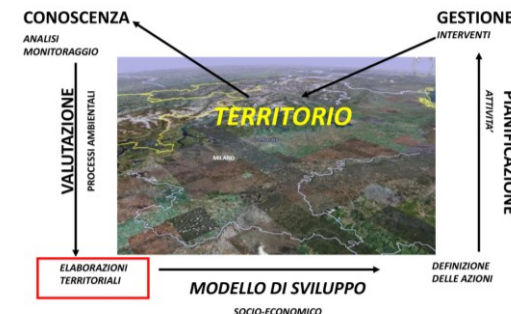 CONOSCENZA
ANALISI
MONITORAGGIO
GESTIONE
INTERVENTI
TERRITORIO
MILANO
VALUTAZIONE
PROCESSI AMBIENTALI
PIANIFICAZIONE
ATTIVITA'
ELABORAZIONI
TERRITORIALI
MODELLO DI SVILUPPO
SOCIO-ECONOMICO
DEFINIZIONE
DELLE AZIONI